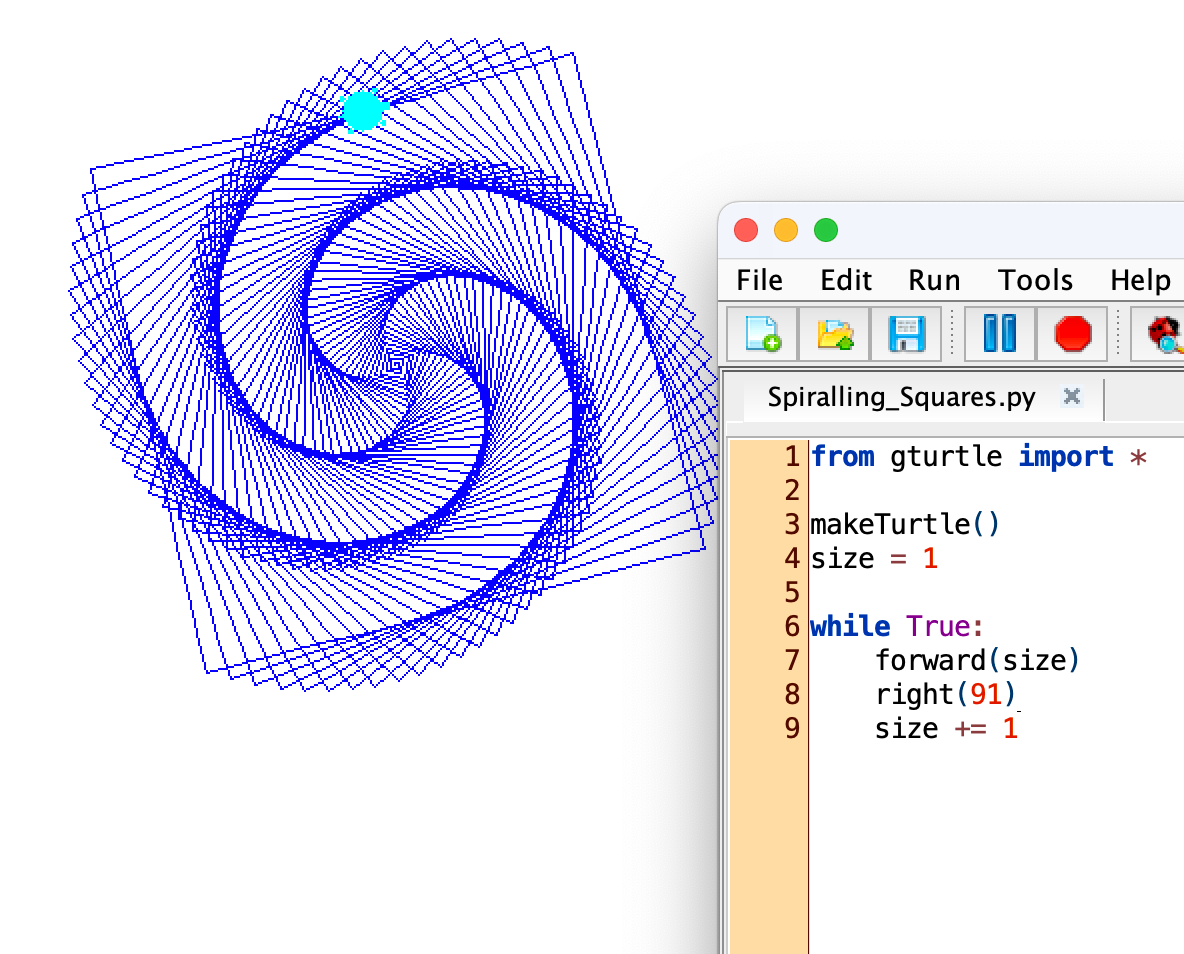 File Edit Run Tools Help
Spiralling_Squares.py
1 from gturtle import *
2
3 makeTurtle()
4 size = 1
5
6 while True:
7     forward(size)
8     right(91)
9     size += 1